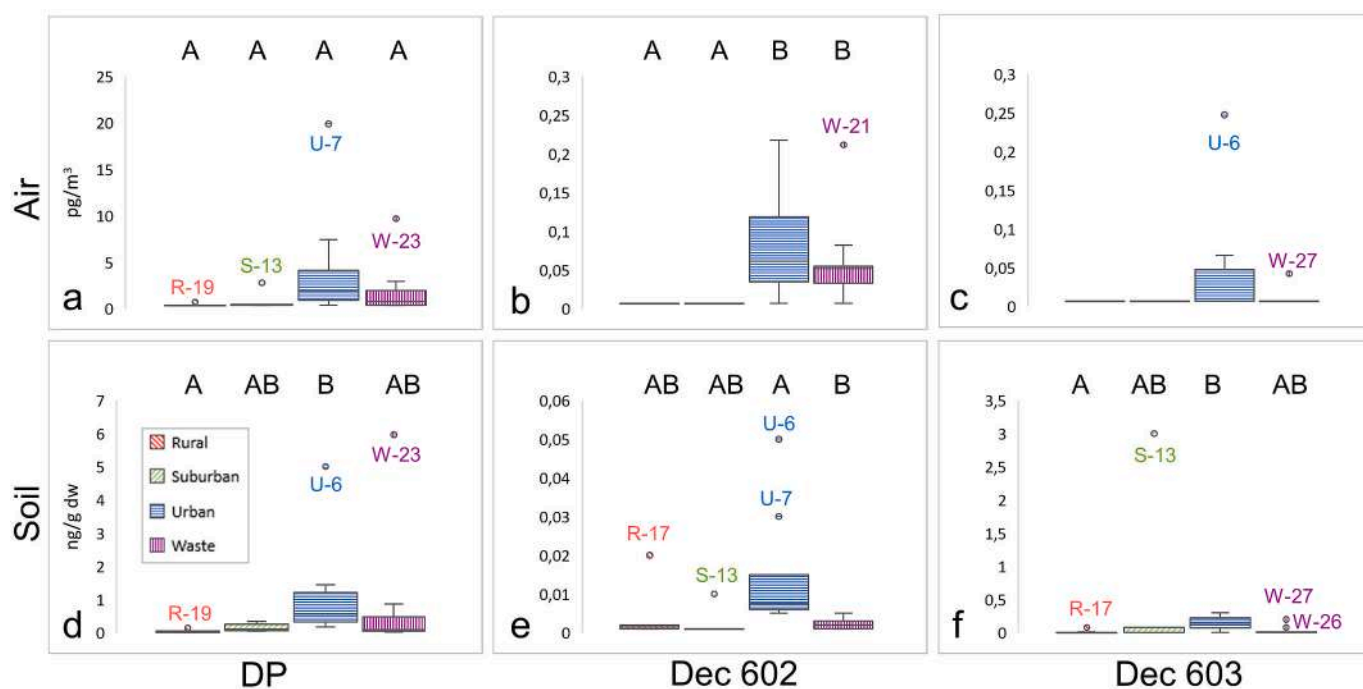 A A A A
25
20
15
10
5
0
U-7
W-23
S-13
R-19
a
Air
pg/m³
A A B B
0,3
0,25
0,2
0,15
0,1
0,05
0
W-21
b
0,3
0,25
0,2
0,15
0,1
0,05
0
U-6
W-27
c
A AB B AB
7
6
5
4
3
2
1
0
Rural
Suburban
Urban
Waste
W-23
U-6
R-19
d
Soil
ng/g dw
DP
AB AB A B
0,06
0,05
0,04
0,03
0,02
0,01
0
U-6
U-7
R-17
S-13
e
Dec 602
A AB B AB
3,5
3
2,5
2
1,5
1
0,5
0
S-13
R-17
W-27
W-26
f
Dec 603